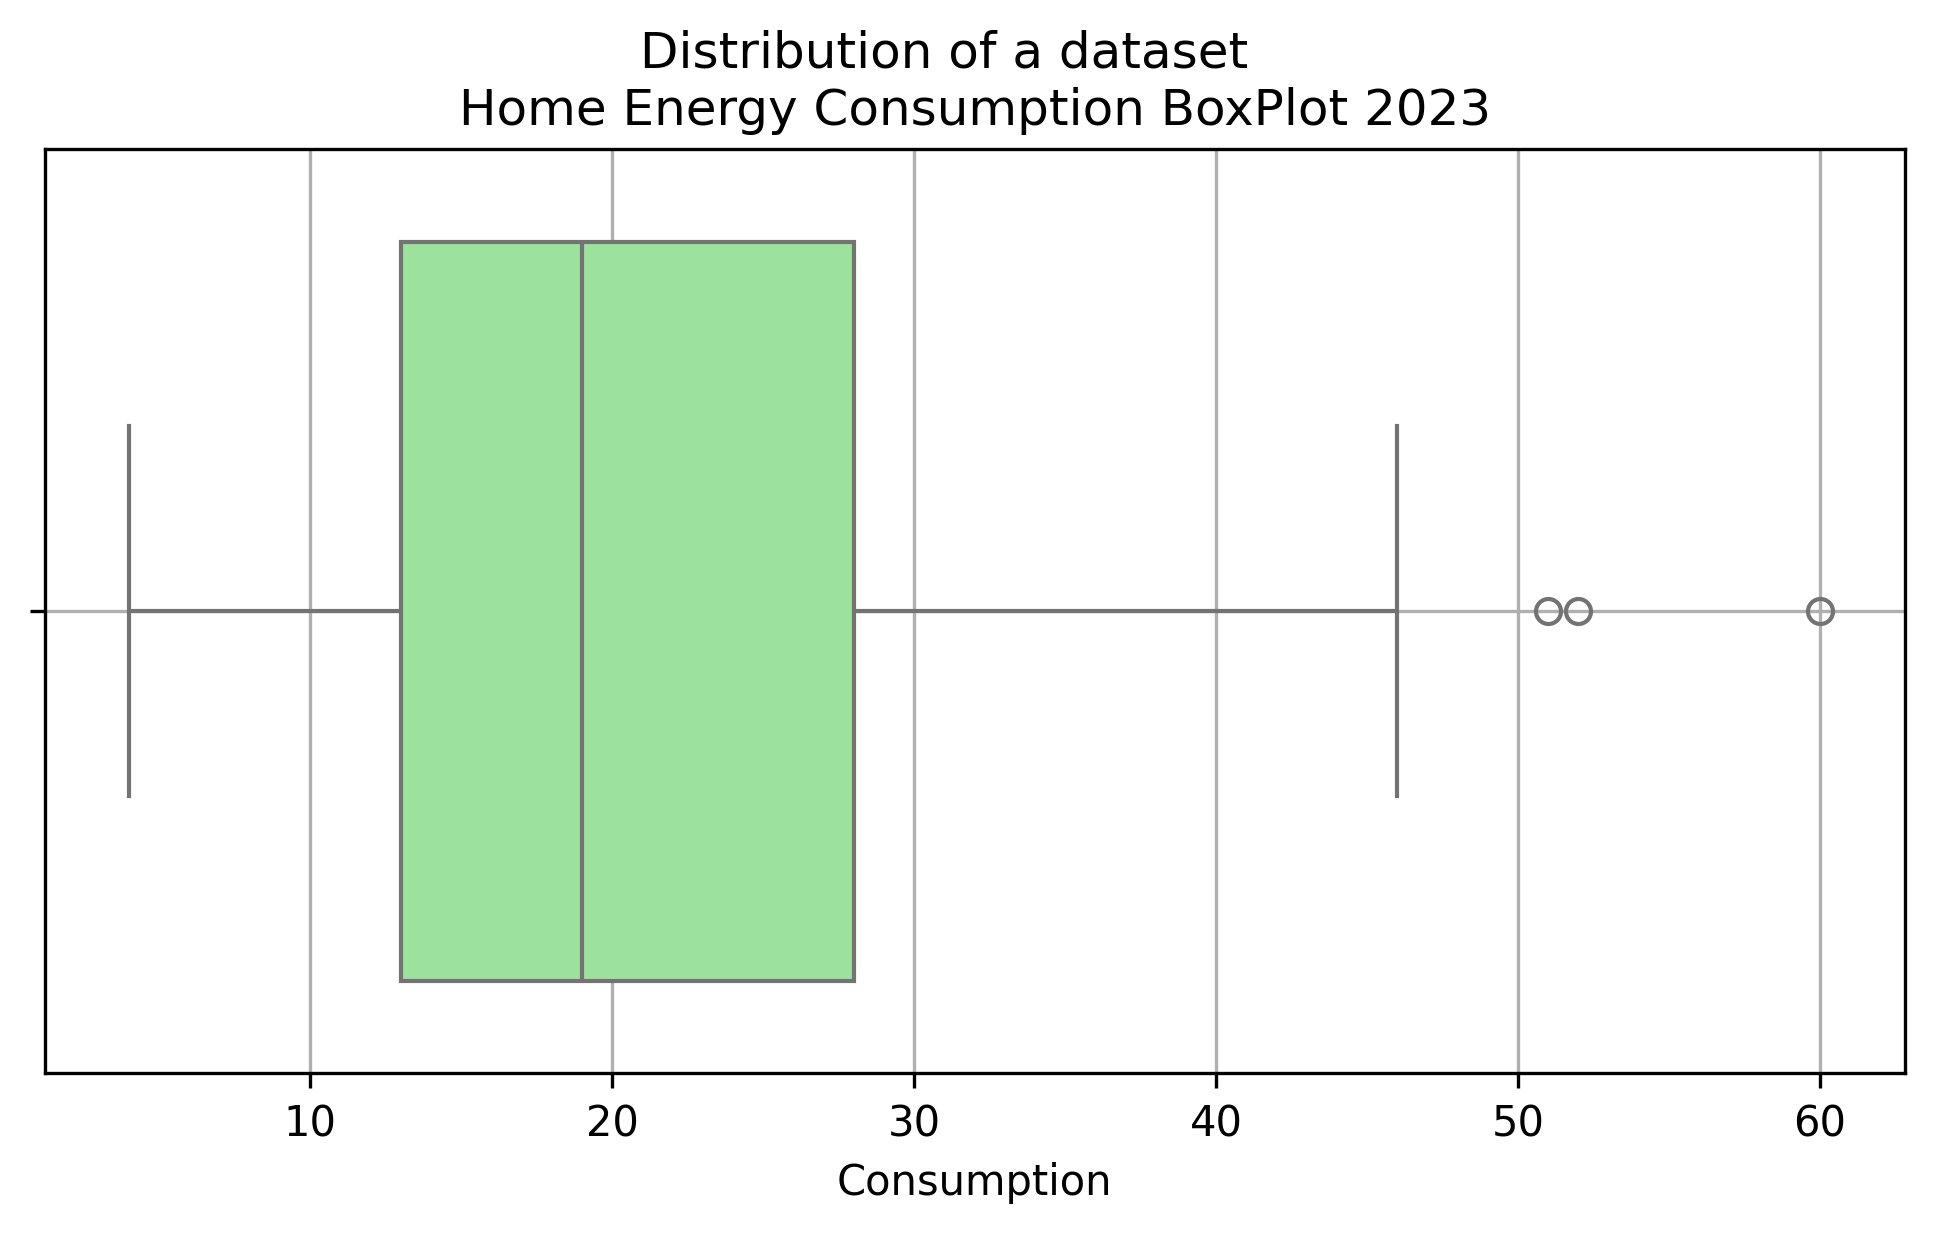 Distribution of a dataset
Home Energy Consumption BoxPlot 2023
10 20 30 40 50 60
Consumption